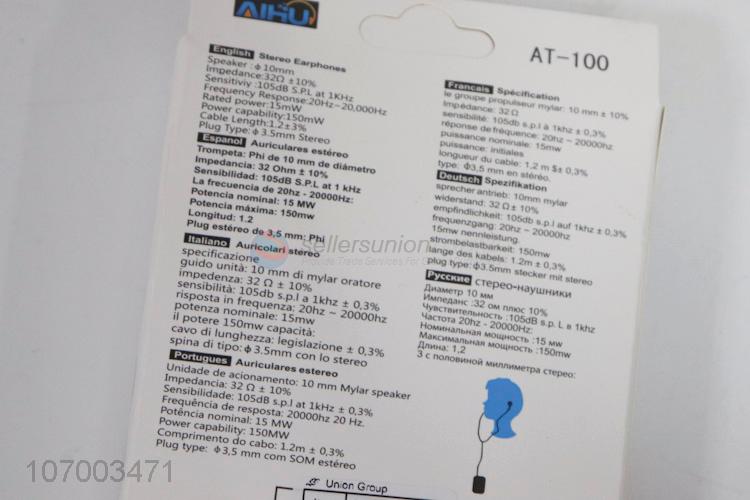 AIHU
AT-100
English Stereo Earphones
Speaker :ф10mm
Impedance:32Ω ±10%
Sensitiviy :105dB S.P.L at 1KHz
Frequency Response:20Hz~20,000Hz
Rated power:15mW
Power capability:150mW
Cable Length:1.2±3%
Plug Type:ф3.5mm Stereo
Espanol Auriculares estéreo
Trompeta: Phi de 10 mm de diámetro
Impedancia: 32 Ohm ± 10%
Sensibilidad: 105dB S.P.L at 1 kHz
La frecuencia de 20hz - 20000Hz:
Potencia nominal: 15 MW
Potencia máxima: 150mw
Longitud: 1.2
Plug estéreo de 3,5 mm: Phi
Italiano Auricolari stereo
specificazione
guido unità: 10 mm di mylar oratore
impedenza: 32 Ω ± 10%
sensibilità: 105db s.p.l a 1khz ± 0,3%
risposta in frequenza: 20hz ~ 20000hz
potenza nominale: 15mw
il potere 150mw capacità:
cavo di lunghezza: legislazione ± 0,3%
spina di tipo:ф3.5mm con lo stereo
Portugues Auriculares estereo
Unidade de acionamento: 10 mm Mylar speaker
Impedância: 32 Ω ± 10%
Sensibilidade: 105dB s.p.l at 1kHz ± 0,3%
Frequência de resposta: 20000hz 20 Hz.
Potência nominal: 15 MW
Power capability: 150MW
Comprimento do cabo: 1.2m ± 0,3%
Plug type: ф3,5 mm com SOM estéreo
Francais Spécification
le groupe propulseur mylar: 10 mm ± 10%
Impédance: 32 Ω
sensibilité: 105db s.p.l à 1khz ± 0,3%
réponse de fréquence: 20hz ~ 20000hz
puissance nominale: 15mw
puissance: initiales
longueur du cable: 1,2 m $± 0,3%
type: ф3,5 mm en stéréo.
Deutsch Spezifikation
sprecher antrieb: 10mm mylar
widerstand: 32 Ω ± 10%
empfindlichkeit: 105db s.p.l auf 1khz ± 0,3%
frequenzgang: 20hz ~ 20000hz
15mw nennleistung.
strombelastbarkeit: 150mw
lange des kabels: 1.2m ± 0,3%
plug type:ф3.5mm stecker mit stereo
Русские стерео-наушники
Диаметр 10 мм
Импеданс :32 ом плюс 10%
Чувствительность :105dB s.p. L в 1khz
Частота 20hz - 20000Hz:
Номинальная мощность :15 мw
Максимальная мощность :150мw
Длина: 1,2
3 с половиной миллиметра стерео:
sellersunion
107003471
Union Group